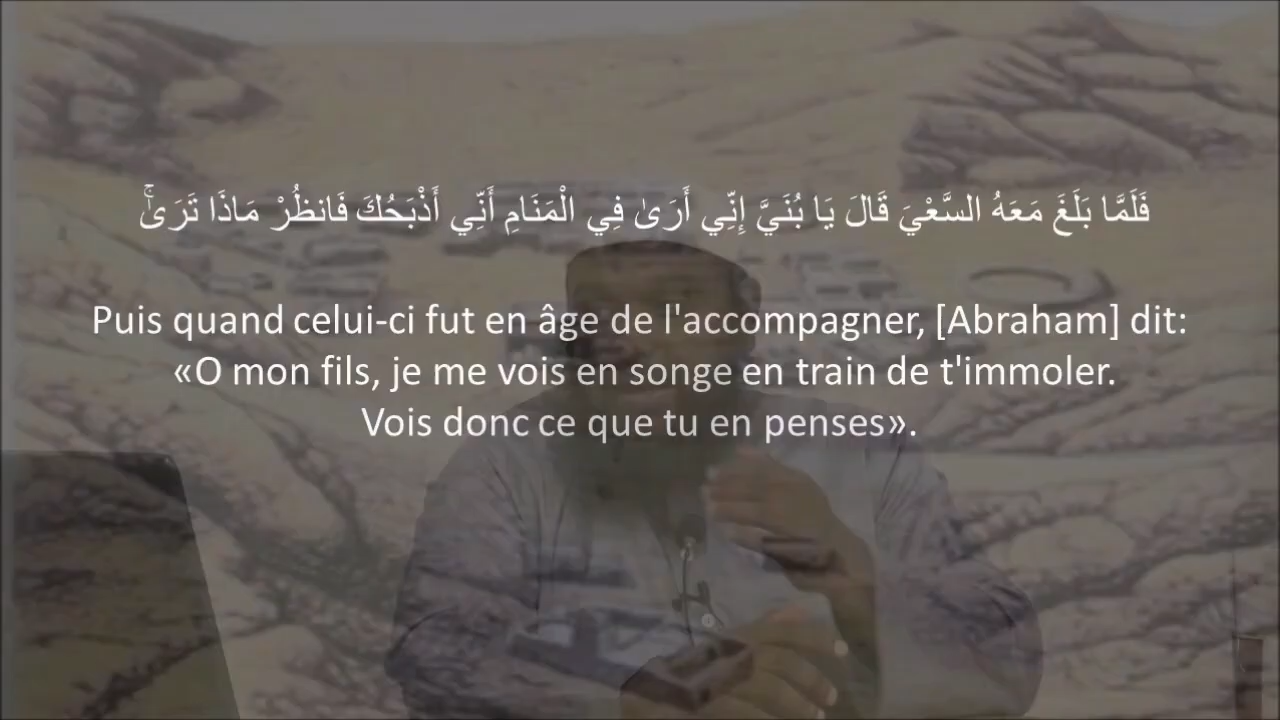 فَلَمَّا بَلَغَ مَعَهُ السَّعْيَ قَالَ يَا بُنَيَّ إِنِّي أَرَىٰ فِي الْمَنَامِ أَنِّي أَذْبَحُكَ فَانظُرْ مَاذَا تَرَىٰ ۚ
Puis quand celui-ci fut en âge de l'accompagner, [Abraham] dit:
«O mon fils, je me vois en songe en train de t'immoler.
Vois donc ce que tu en penses».